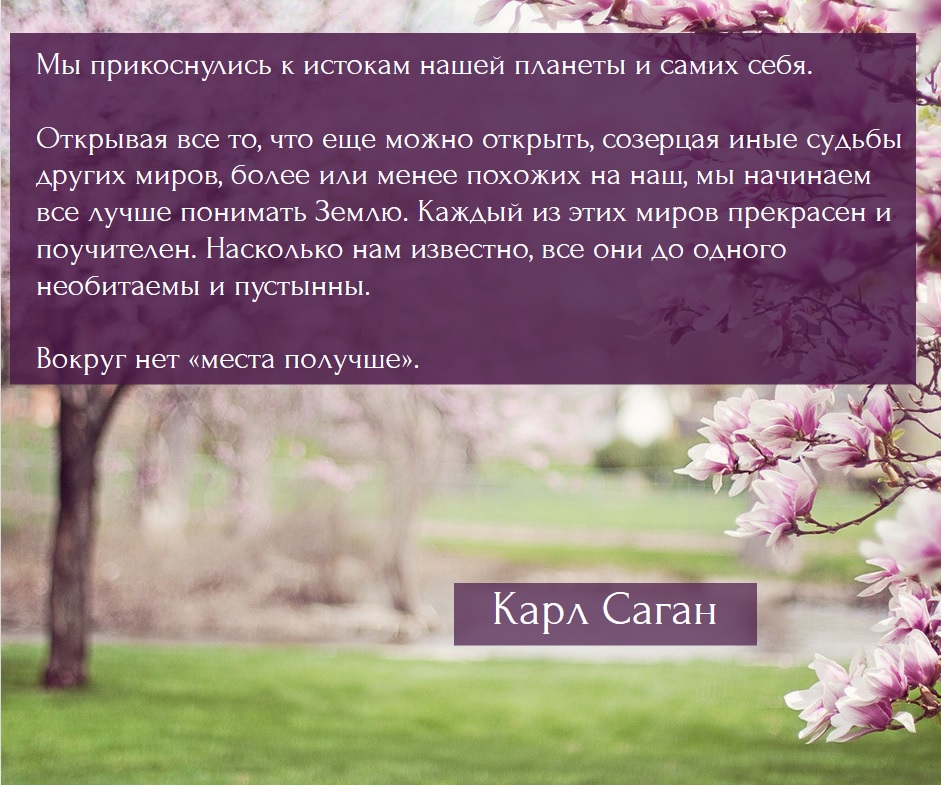 Мы прикоснулись к истокам нашей планеты и самих себя.
Открывая все то, что еще можно открыть, созерцая иные судьбы
других миров, более или менее похожих на наш, мы начинаем
все лучше понимать Землю. Каждый из этих миров прекрасен и
поучителен. Насколько нам известно, все они до одного
необитаемы и пустынны.
Вокруг нет «места получше».
Карл Саган